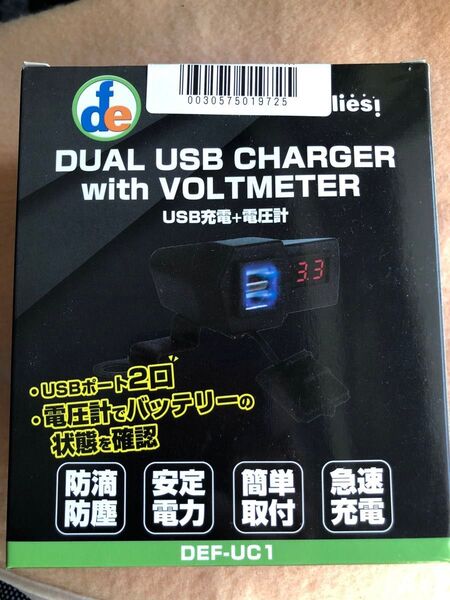 dfe
0030575019725
lies!
DUAL USB CHARGER
with VOLTMETER
USB充電+電圧計
3.3
・USBポート2口
・電圧計でバッテリーの
状態を確認
防滴
防塵
安定
電力
簡単
取付
急速
充電
DEF-UC1